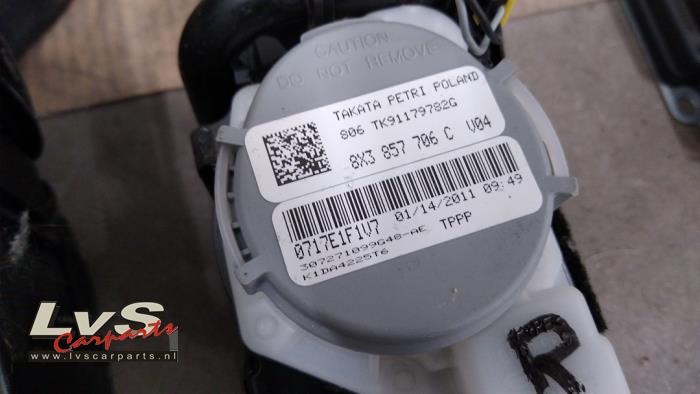 CAUTION
DO NOT REMOVE
TAKATA PETRI POLAND
806 TK91179782G
8X3 857 706 C V04
0717E1F1V7 01/14/2011 09:49
307271099G48-AE TPPP
K1DA4225T6
R
LvS
Carparts
www.lvscarparts.nl